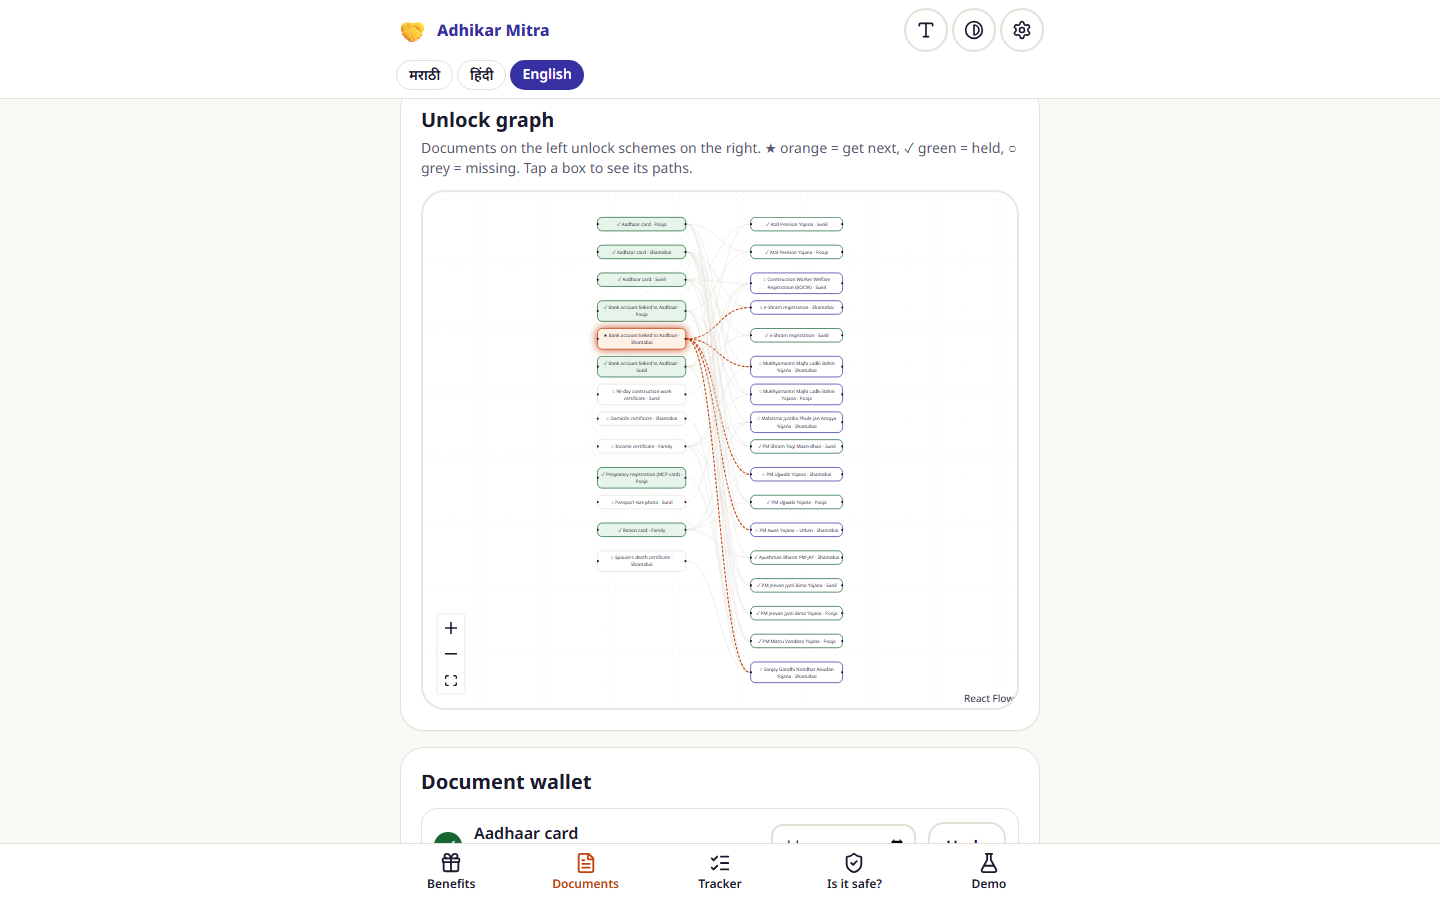 Adhikar Mitra
मराठी
हिंदी
English
Unlock graph
Documents on the left unlock schemes on the right. ★ orange = get next, ✓ green = held, ○
grey = missing. Tap a box to see its paths.
✓ Aadhaar card · Pooja
✓ Aadhaar card · Shantabai
✓ Aadhaar card · Sunil
✓ Bank account linked to Aadhaar ·
Pooja
★ Bank account linked to Aadhaar ·
Shantabai
✓ Bank account linked to Aadhaar ·
Sunil
○ 90-day construction work
certificate · Sunil
○ Domicile certificate · Shantabai
○ Income certificate · Family
✓ Pregnancy registration (MCP card) ·
Pooja
○ Passport-size photo · Sunil
✓ Ration card · Family
○ Spouse's death certificate ·
Shantabai
✓ Atal Pension Yojana · Sunil
✓ Atal Pension Yojana · Pooja
○ Construction Worker Welfare
Registration (BOCW) · Sunil
○ e-Shram registration · Shantabai
✓ e-Shram registration · Sunil
○ Mukhyamantri Majhi Ladki Bahin
Yojana · Shantabai
○ Mukhyamantri Majhi Ladki Bahin
Yojana · Pooja
○ Mahatma Jyotiba Phule Jan Arogya
Yojana · Shantabai
✓ PM Shram Yogi Maan-dhan · Sunil
○ PM Ujjwala Yojana · Shantabai
✓ PM Ujjwala Yojana · Pooja
○ PM Awas Yojana – Urban · Shantabai
✓ Ayushman Bharat PM-JAY · Shantabai
✓ PM Jeevan Jyoti Bima Yojana · Sunil
✓ PM Jeevan Jyoti Bima Yojana · Pooja
✓ PM Matru Vandana Yojana · Pooja
○ Sanjay Gandhi Niradhar Anudan
Yojana · Shantabai
React Flow
Document wallet
Aadhaar card
Benefits
Documents
Tracker
Is it safe?
Demo